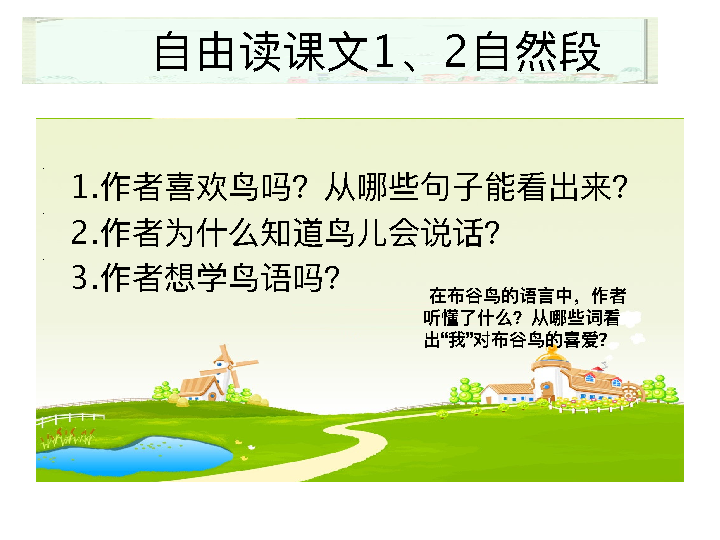 自由读课文1、2自然段
1.作者喜欢鸟吗？从哪些句子能看出来？
2.作者为什么知道鸟儿会说话？
3.作者想学鸟语吗？
在布谷鸟的语言中，作者
听懂了什么？从哪些词看
出“我”对布谷鸟的喜爱？